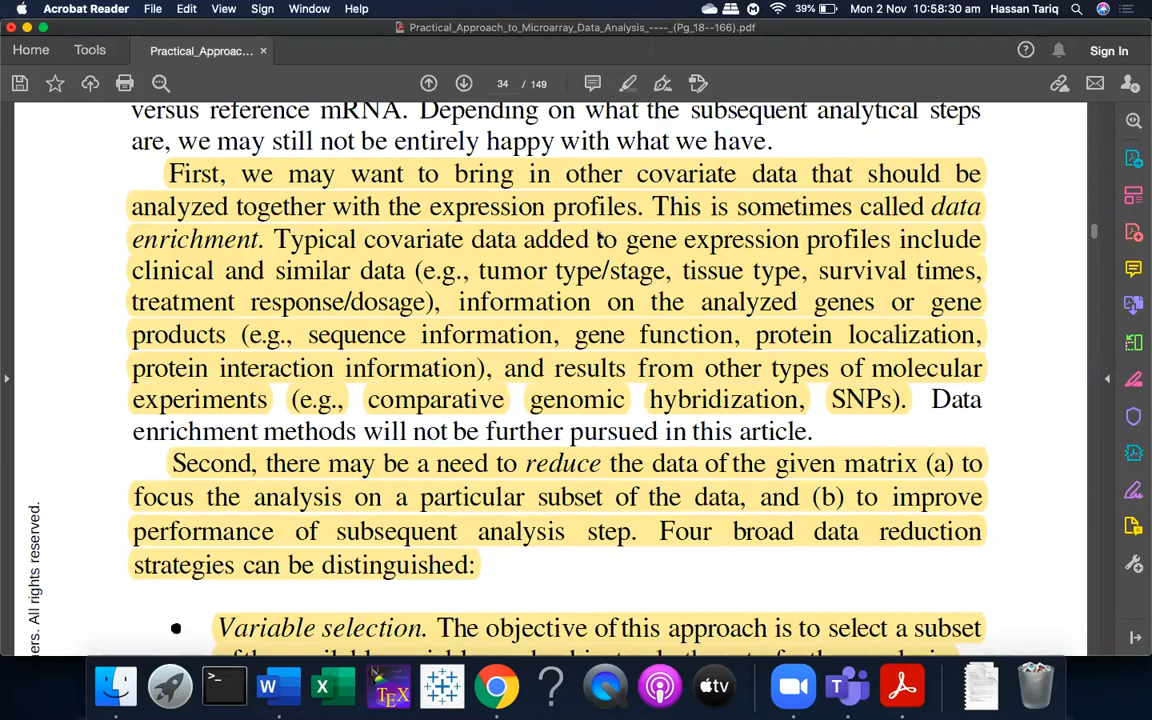 Acrobat Reader File Edit View Sign Window Help 39% Mon 2 Nov 10:58:30 am Hassan Tariq
Practical_Approach_to_Microarray_Data_Analysis_----_(Pg_18--166).pdf
Home Tools Practical_Approac... × Sign In
34 / 149
versus reference mRNA. Depending on what the subsequent analytical steps
are, we may still not be entirely happy with what we have.
First, we may want to bring in other covariate data that should be
analyzed together with the expression profiles. This is sometimes called data
enrichment. Typical covariate data added to gene expression profiles include
clinical and similar data (e.g., tumor type/stage, tissue type, survival times,
treatment response/dosage), information on the analyzed genes or gene
products (e.g., sequence information, gene function, protein localization,
protein interaction information), and results from other types of molecular
experiments (e.g., comparative genomic hybridization, SNPs). Data
enrichment methods will not be further pursued in this article.
Second, there may be a need to reduce the data of the given matrix (a) to
focus the analysis on a particular subset of the data, and (b) to improve
performance of subsequent analysis step. Four broad data reduction
strategies can be distinguished:
• Variable selection. The objective of this approach is to select a subset
ers. All rights reserved.
W X TEX tv T